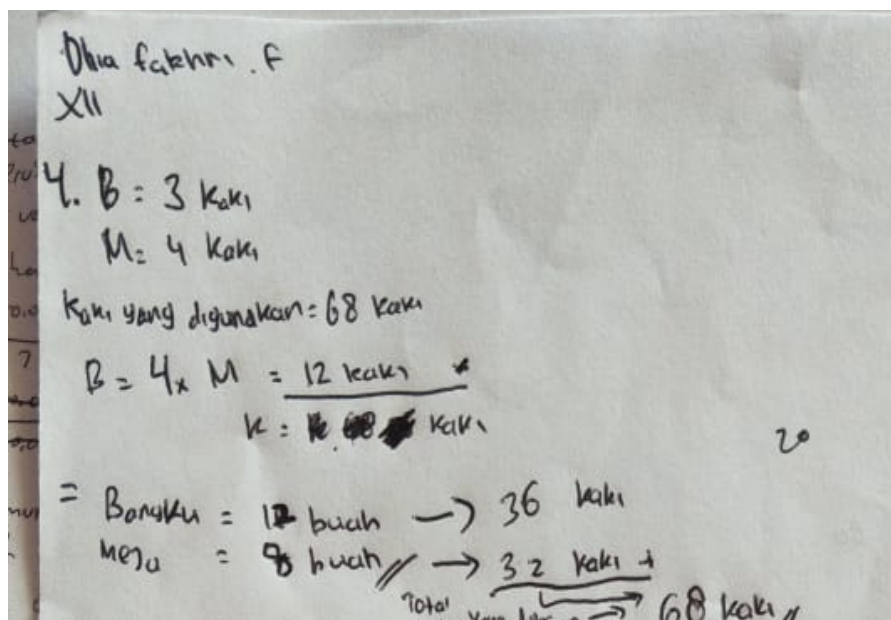 Dhia fakhri. F
XII
4. B = 3 kaki
M = 4 kaki
Kaki yang digunakan = 68 kaki
B = 4 x M = 12 kaki
k = kaki
20
= Bangku = 12 buah → 36 kaki
Meja = 8 buah // → 32 kaki +
Total → 68 kaki //